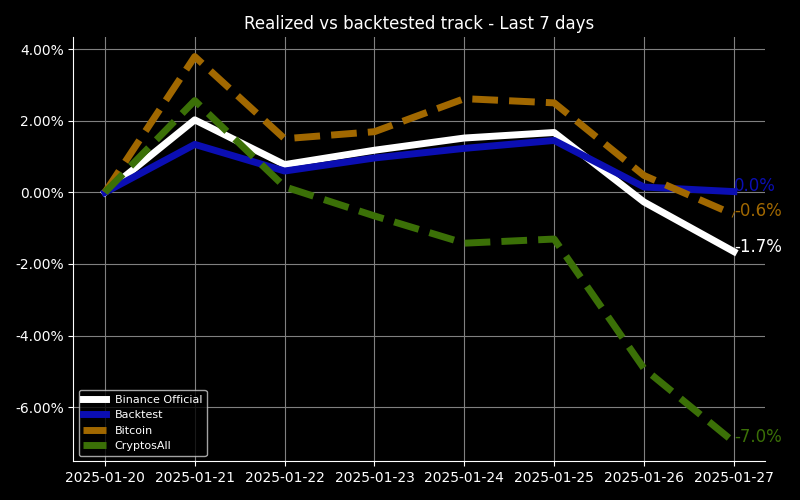 Realized vs backtested track - Last 7 days
4.00%
2.00%
0.00%
-2.00%
-4.00%
-6.00%
0.0%
-0.6%
-1.7%
-7.0%
Binance Official
Backtest
Bitcoin
CryptosAll
2025-01-20 2025-01-21 2025-01-22 2025-01-23 2025-01-24 2025-01-25 2025-01-26 2025-01-27